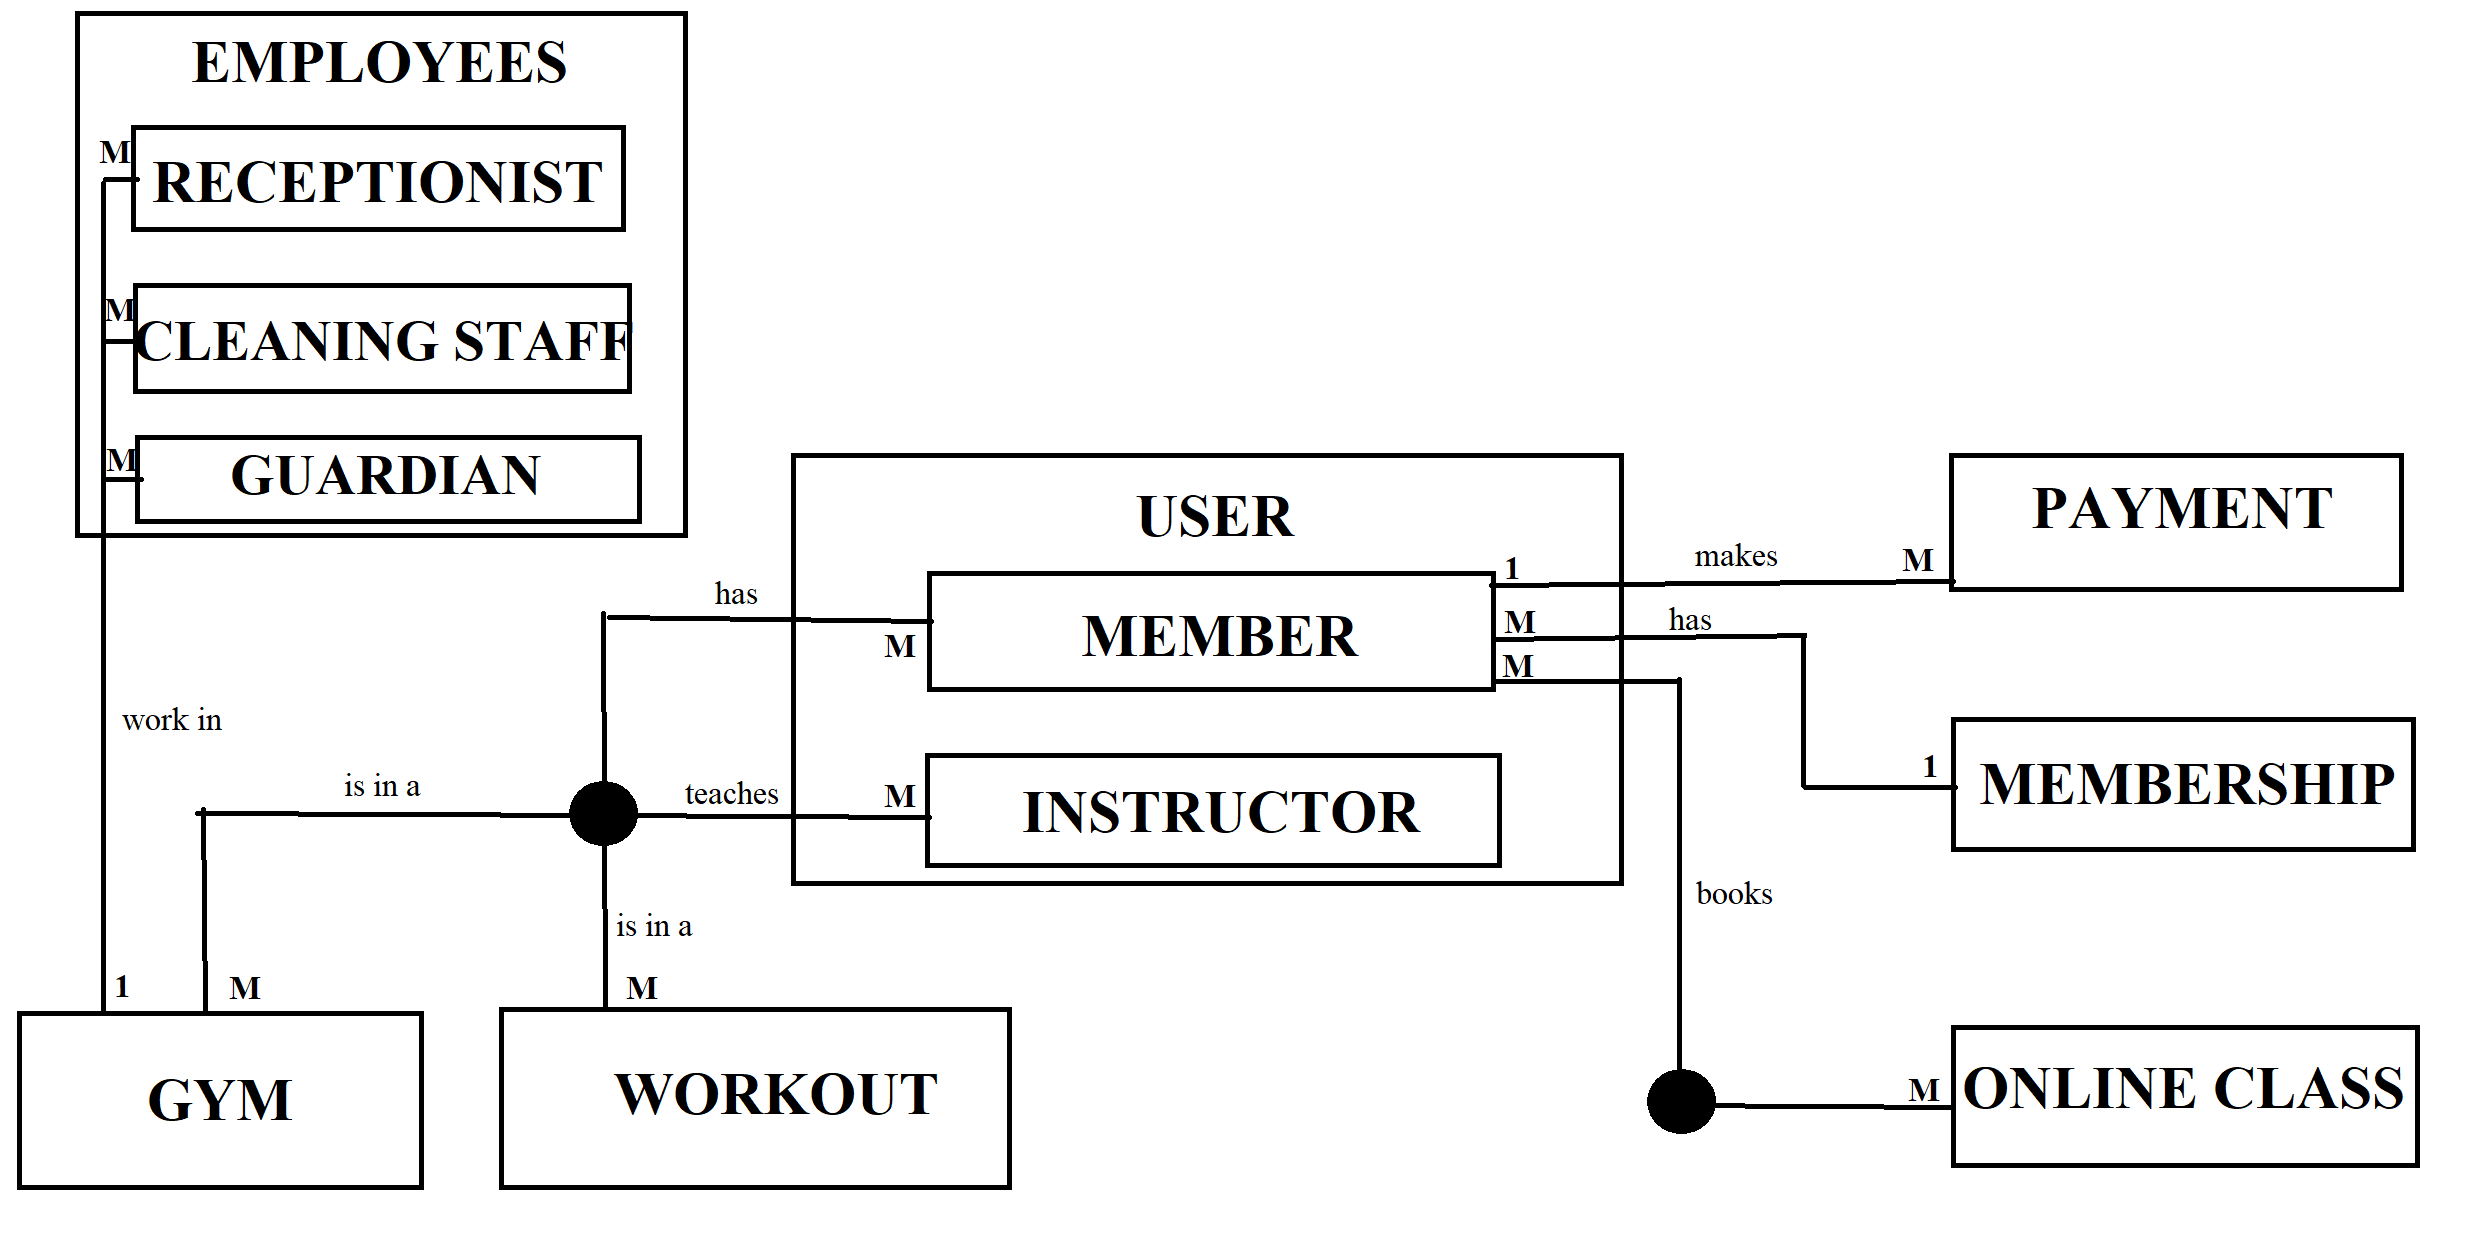 EMPLOYEES
M
RECEPTIONIST
M
CLEANING STAFF
M
GUARDIAN
USER
PAYMENT
1
makes
M
has
M
MEMBER
M
has
M
work in
1
MEMBERSHIP
is in a
teaches
M
INSTRUCTOR
books
is in a
1
M
M
GYM
WORKOUT
M
ONLINE CLASS